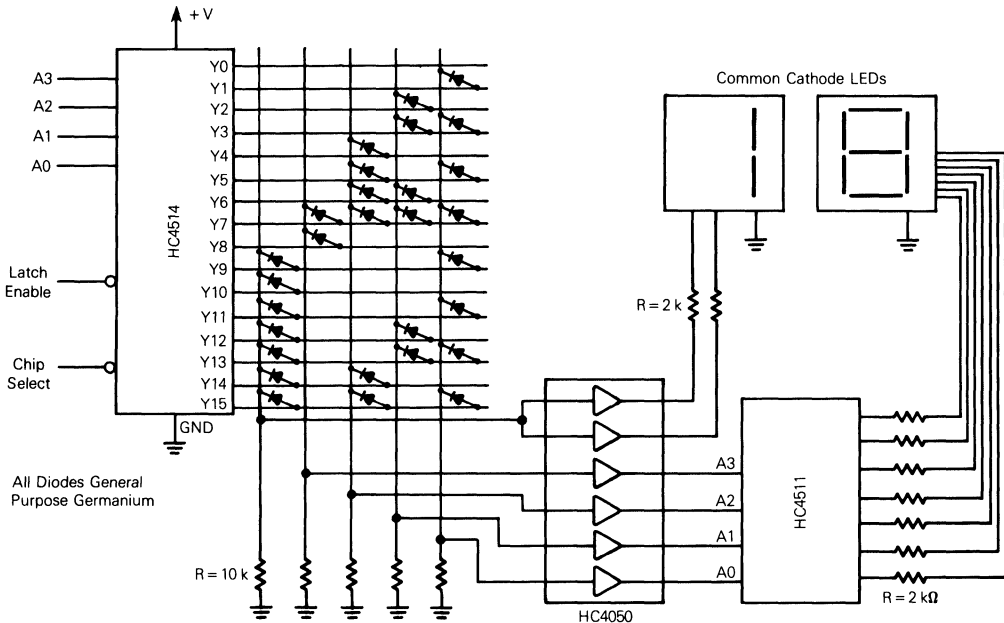 +V
A3
A2
A1
A0
Latch
Enable
Chip
Select
HC4514
GND
Y0
Y1
Y2
Y3
Y4
Y5
Y6
Y7
Y8
Y9
Y10
Y11
Y12
Y13
Y14
Y15
All Diodes General
Purpose Germanium
R = 10 k
Common Cathode LEDs
R = 2 k
HC4050
A3
A2
A1
A0
HC4511
R = 2 kΩ